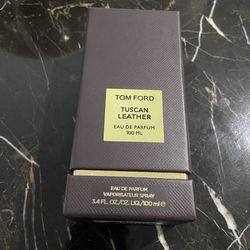 TOM FORD
TUSCAN
LEATHER
EAU DE PARFUM
100 ML
EAU DE PARFUM
VAPORISATEUR SPRAY
3.4 FL.OZ./OZ. LIQ./100 ml ℮